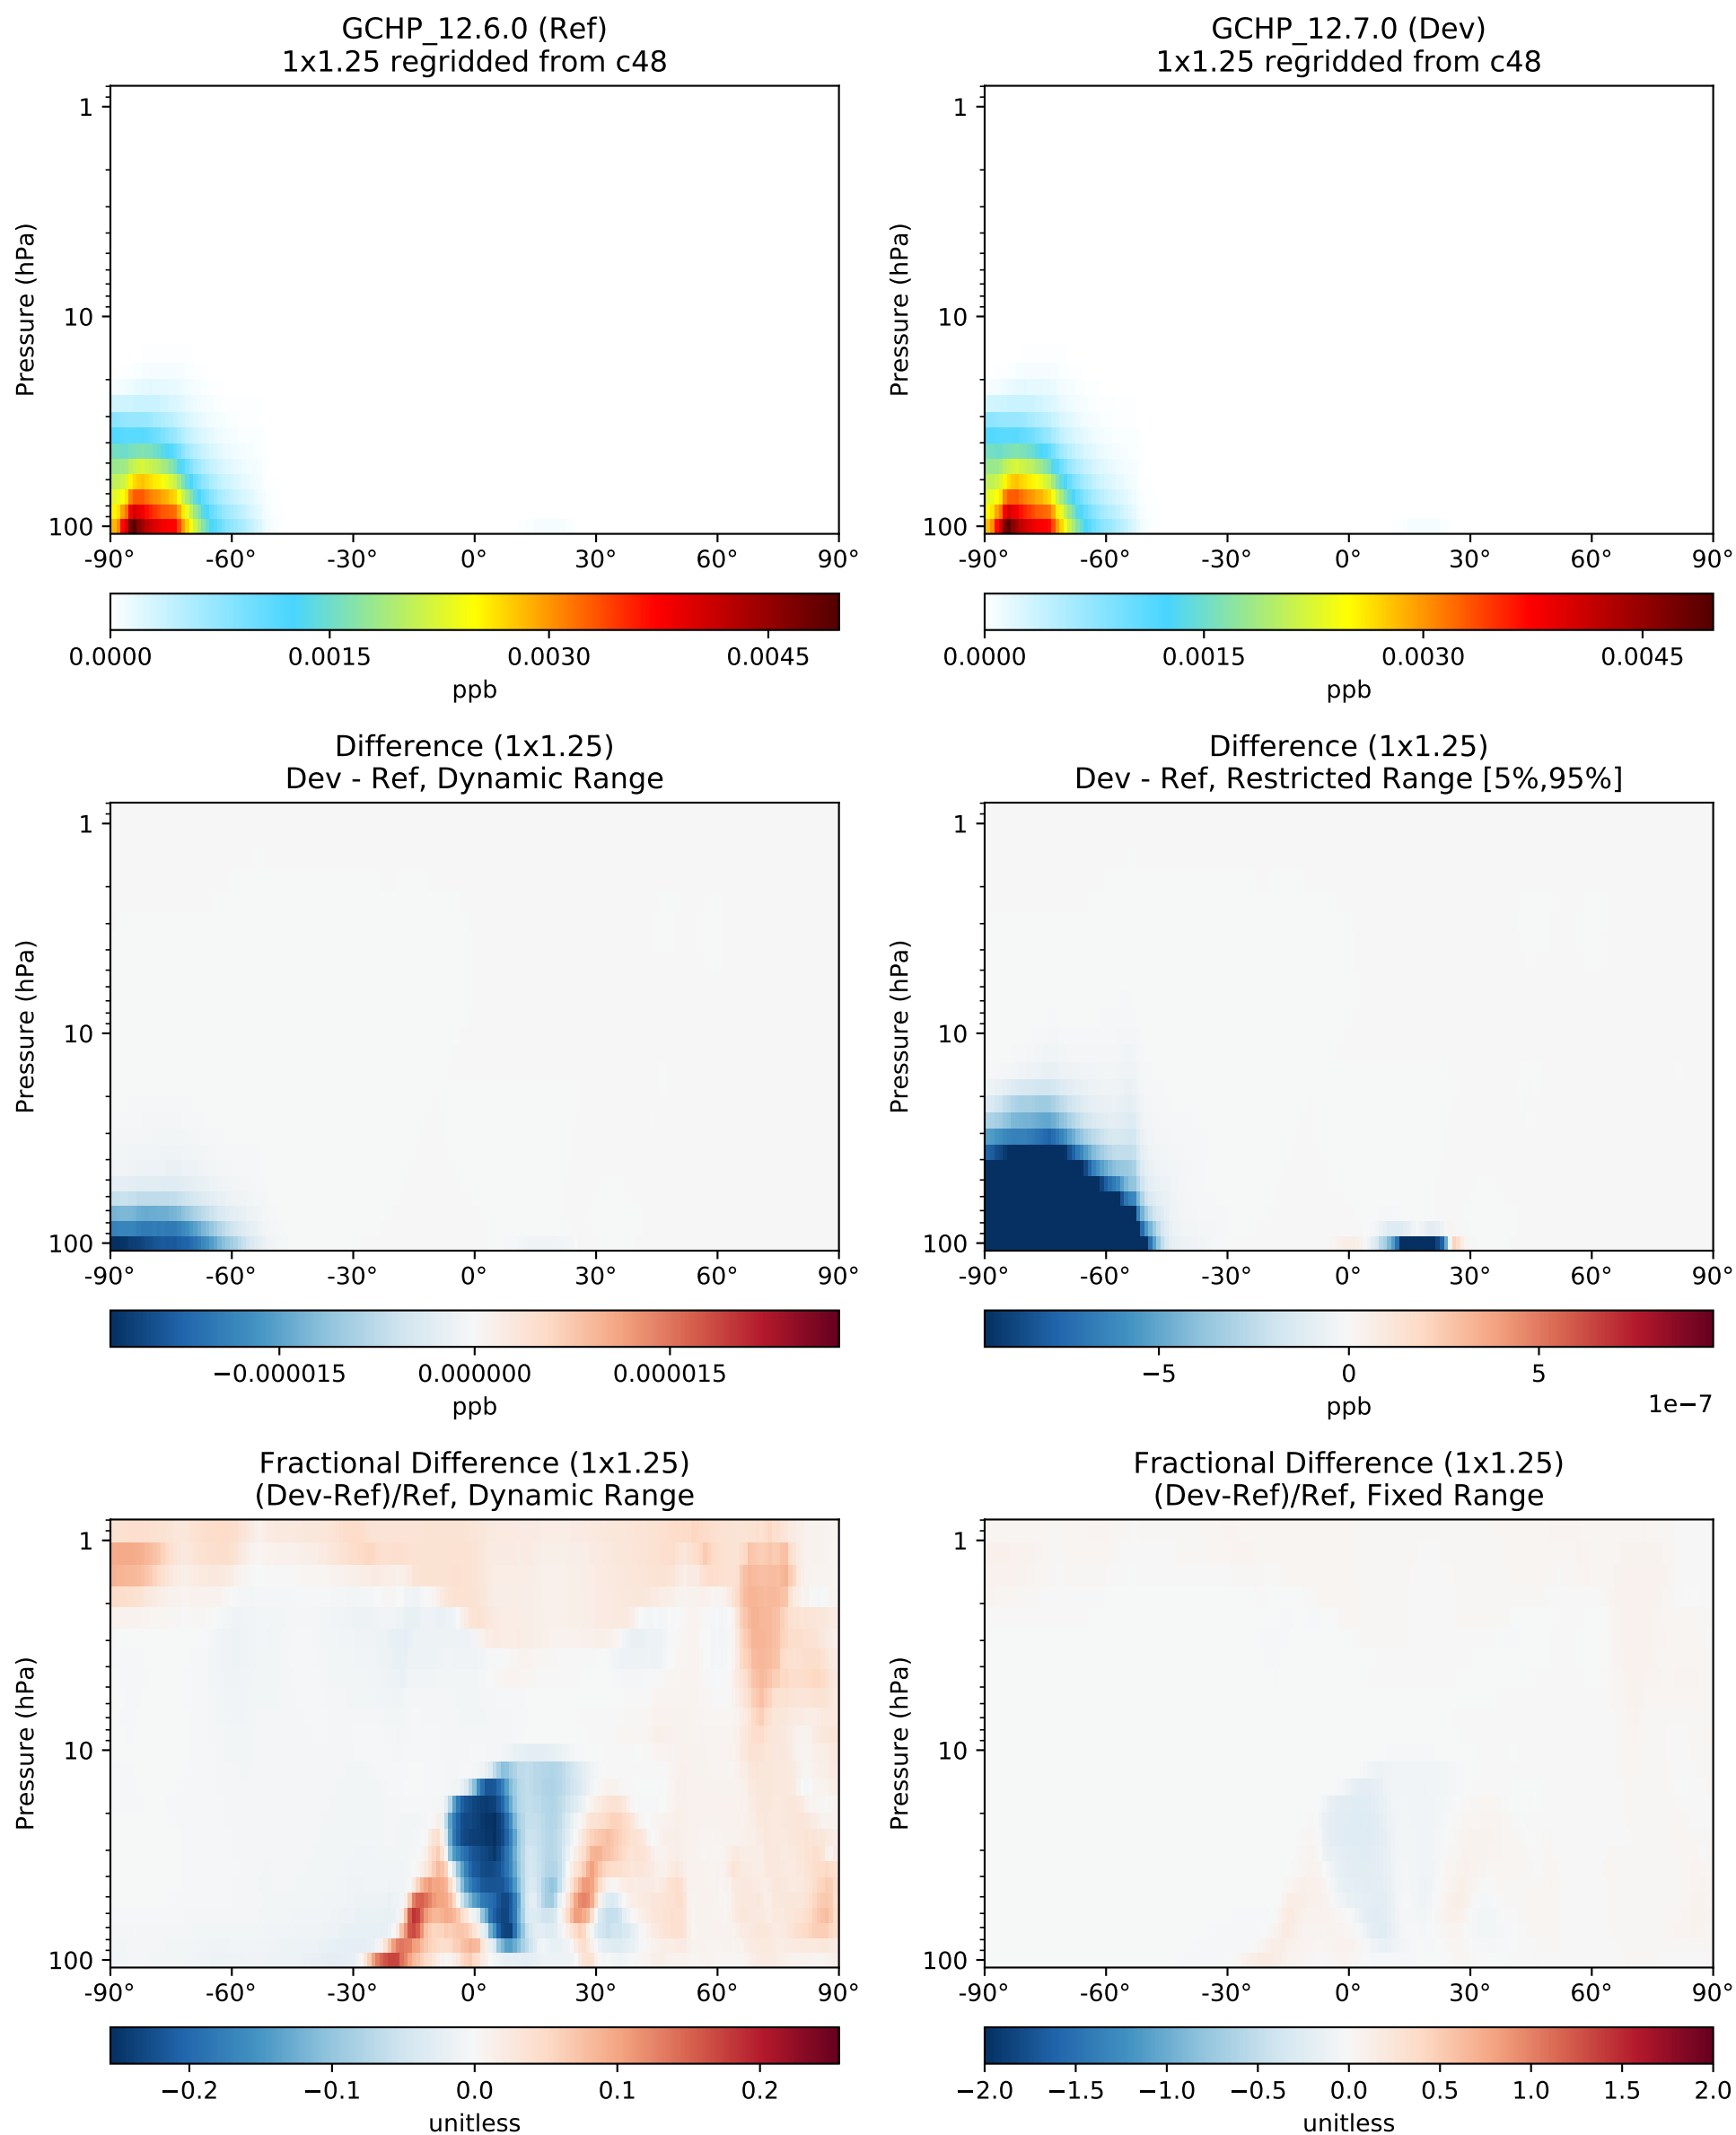 GCHP_12.6.0 (Ref)
1x1.25 regridded from c48
Pressure (hPa)
1
10
100
-90° -60° -30° 0° 30° 60° 90°
0.0000 0.0015 0.0030 0.0045
ppb
GCHP_12.7.0 (Dev)
1x1.25 regridded from c48
Pressure (hPa)
1
10
100
-90° -60° -30° 0° 30° 60° 90°
0.0000 0.0015 0.0030 0.0045
ppb
Difference (1x1.25)
Dev - Ref, Dynamic Range
Pressure (hPa)
1
10
100
-90° -60° -30° 0° 30° 60° 90°
−0.000015 0.000000 0.000015
ppb
Difference (1x1.25)
Dev - Ref, Restricted Range [5%,95%]
Pressure (hPa)
1
10
100
-90° -60° -30° 0° 30° 60° 90°
−5 0 5
ppb
1e−7
Fractional Difference (1x1.25)
(Dev-Ref)/Ref, Dynamic Range
Pressure (hPa)
1
10
100
-90° -60° -30° 0° 30° 60° 90°
−0.2 −0.1 0.0 0.1 0.2
unitless
Fractional Difference (1x1.25)
(Dev-Ref)/Ref, Fixed Range
Pressure (hPa)
1
10
100
-90° -60° -30° 0° 30° 60° 90°
−2.0 −1.5 −1.0 −0.5 0.0 0.5 1.0 1.5 2.0
unitless